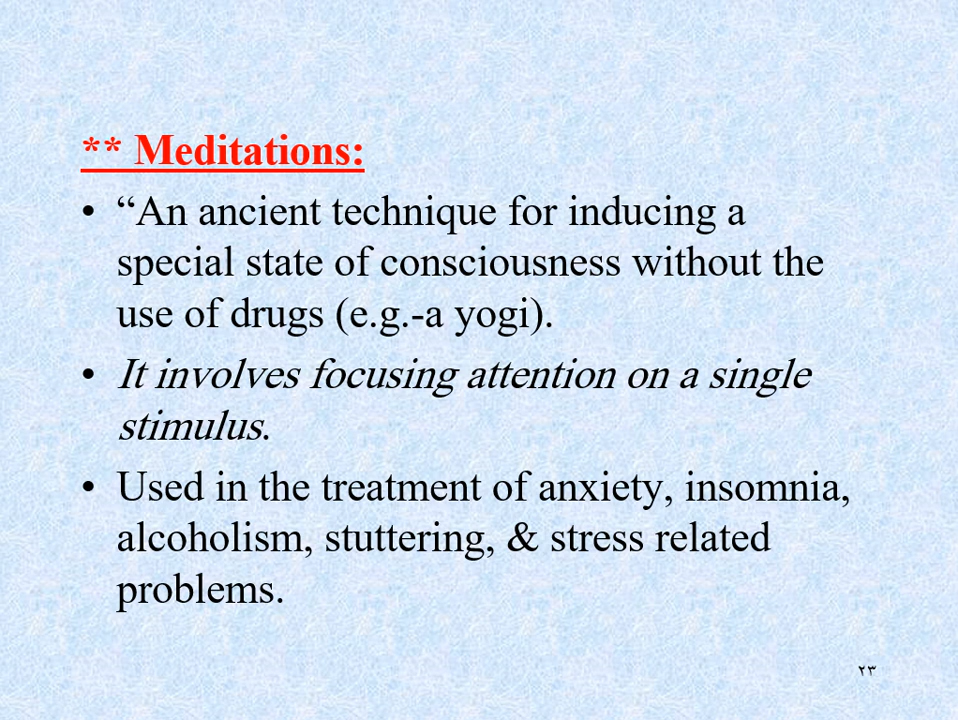 ** Meditations:
• “An ancient technique for inducing a
special state of consciousness without the
use of drugs (e.g.-a yogi).
• It involves focusing attention on a single
stimulus.
• Used in the treatment of anxiety, insomnia,
alcoholism, stuttering, & stress related
problems.
٢٣